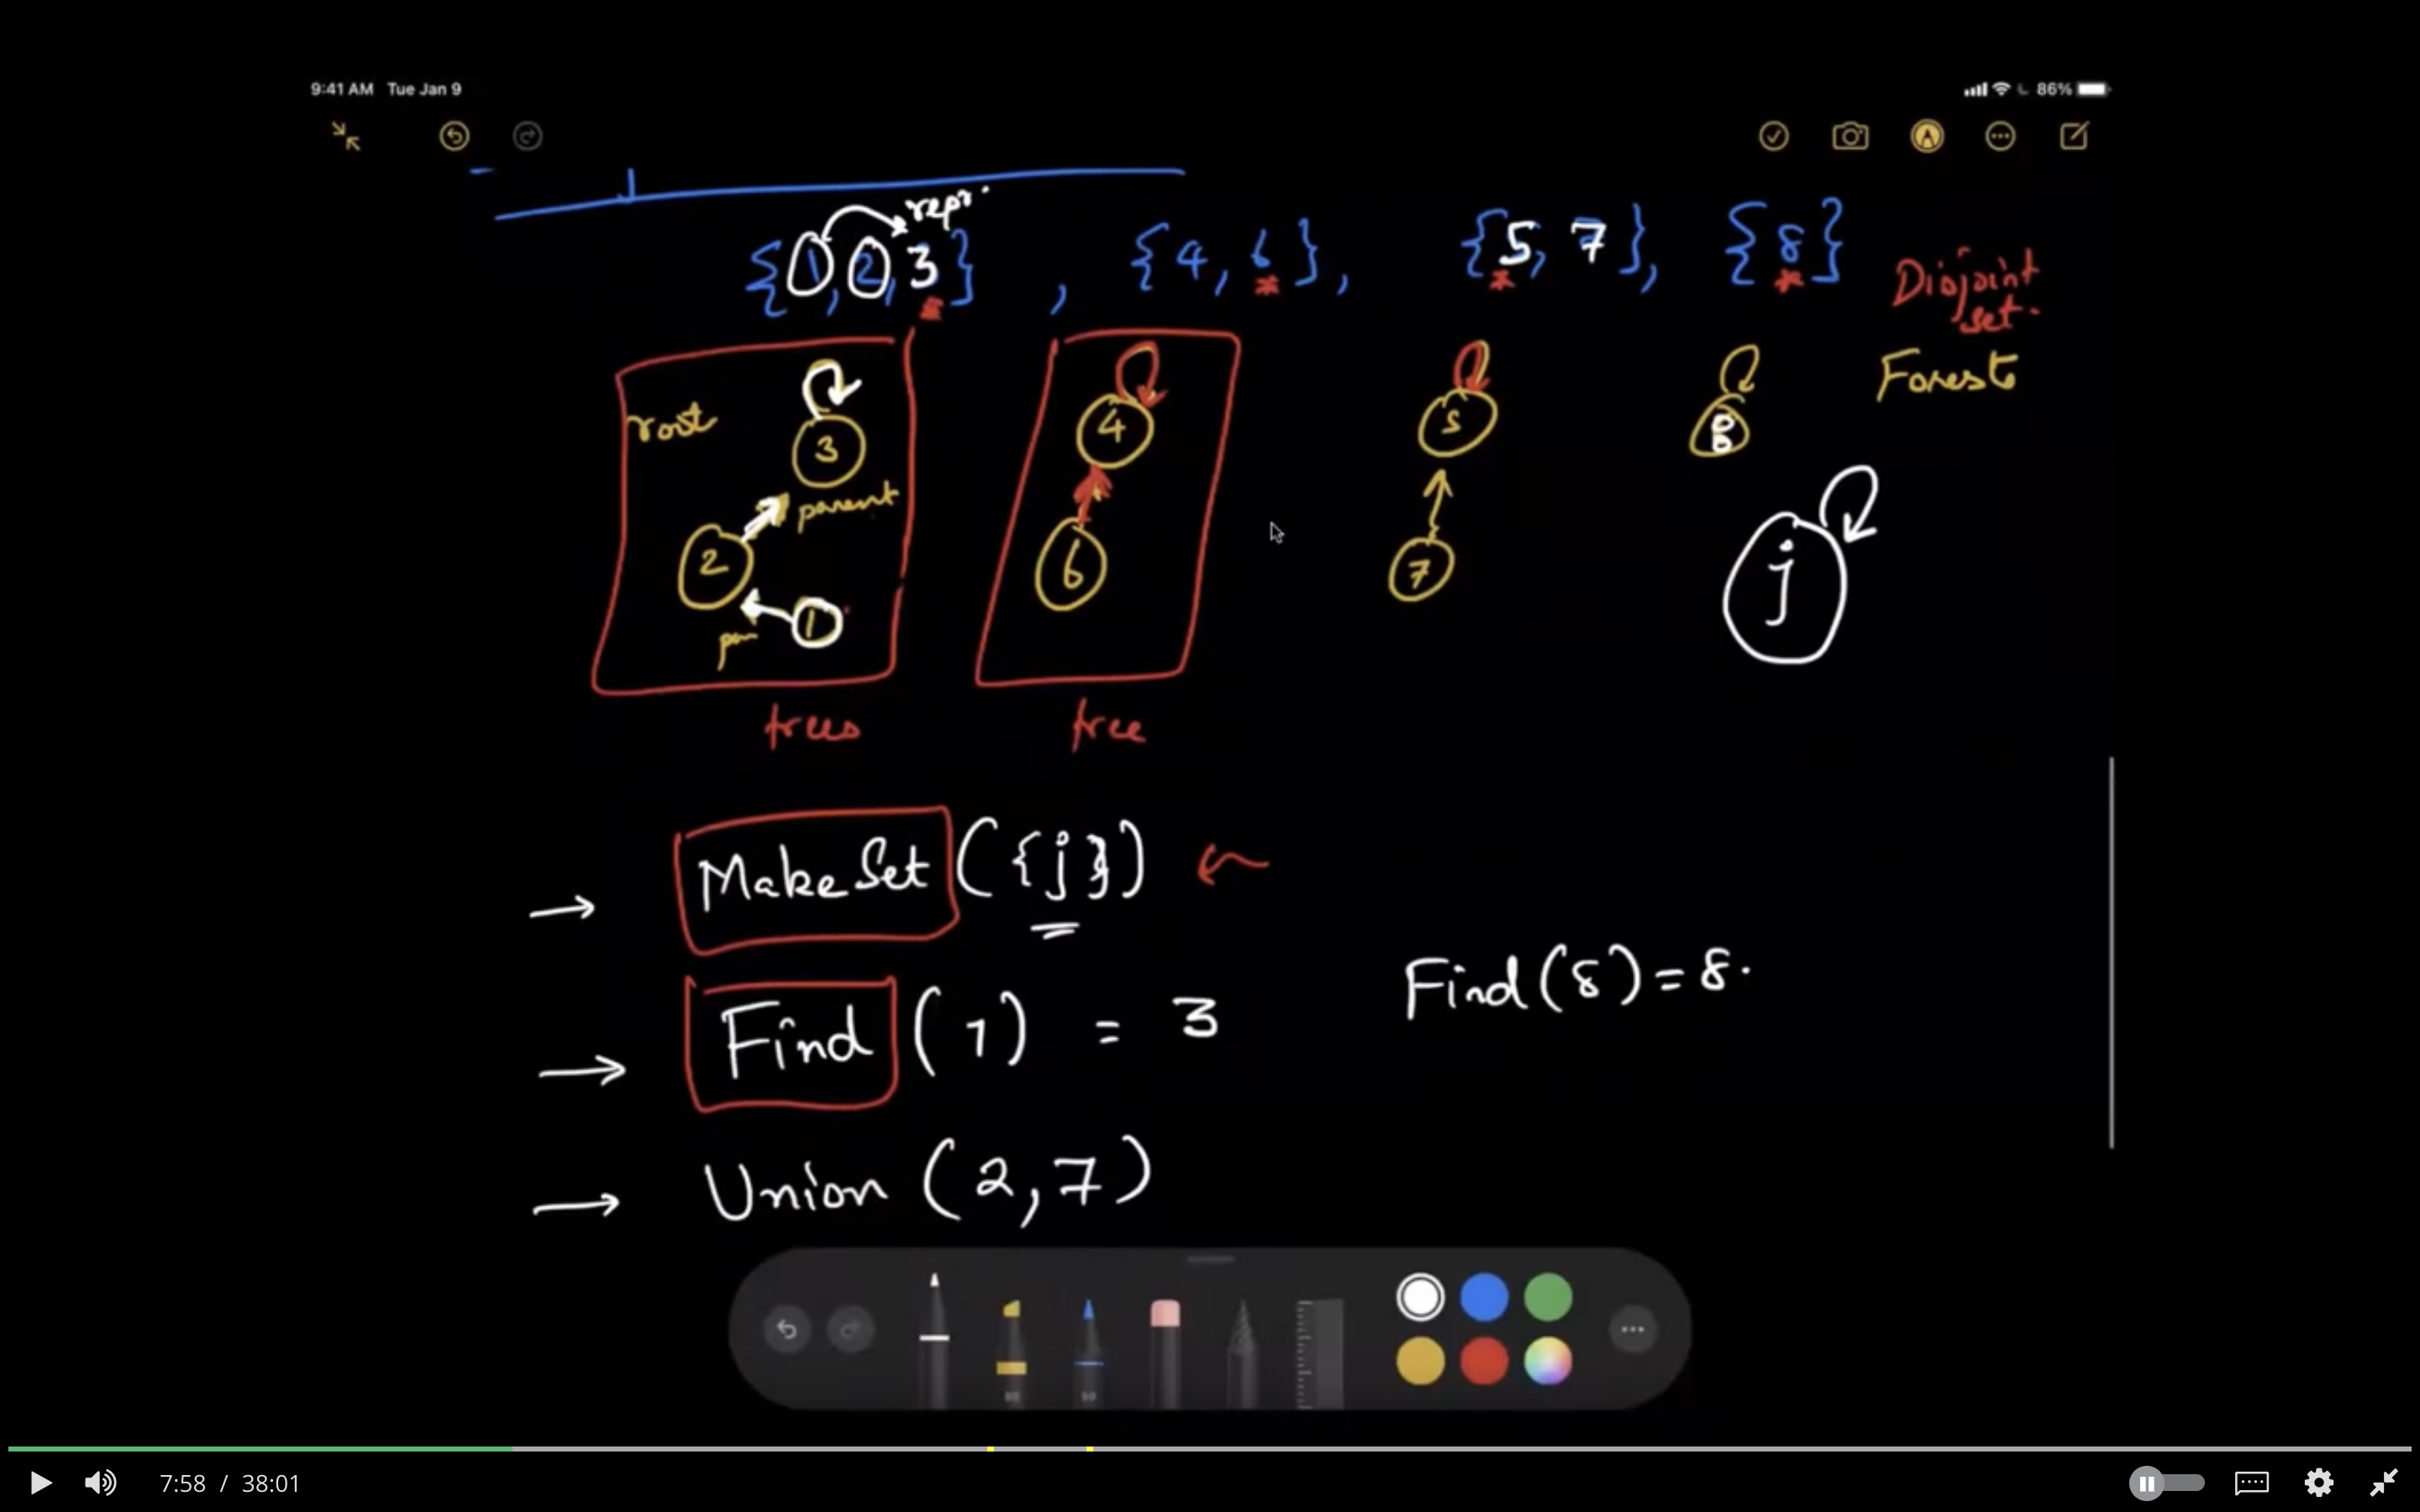 9:41 AM Tue Jan 9 86%
repr.
{1, 2, 3} , {4, 6}, {5, 7}, {8}
Disjoint
set.
Forest
root 3 4 5 8
parent
2 6 7 j
par 1
trees tree
MakeSet ({j})
Find (1) = 3 Find(8) = 8.
Union (2, 7)
80 50
7:58 / 38:01